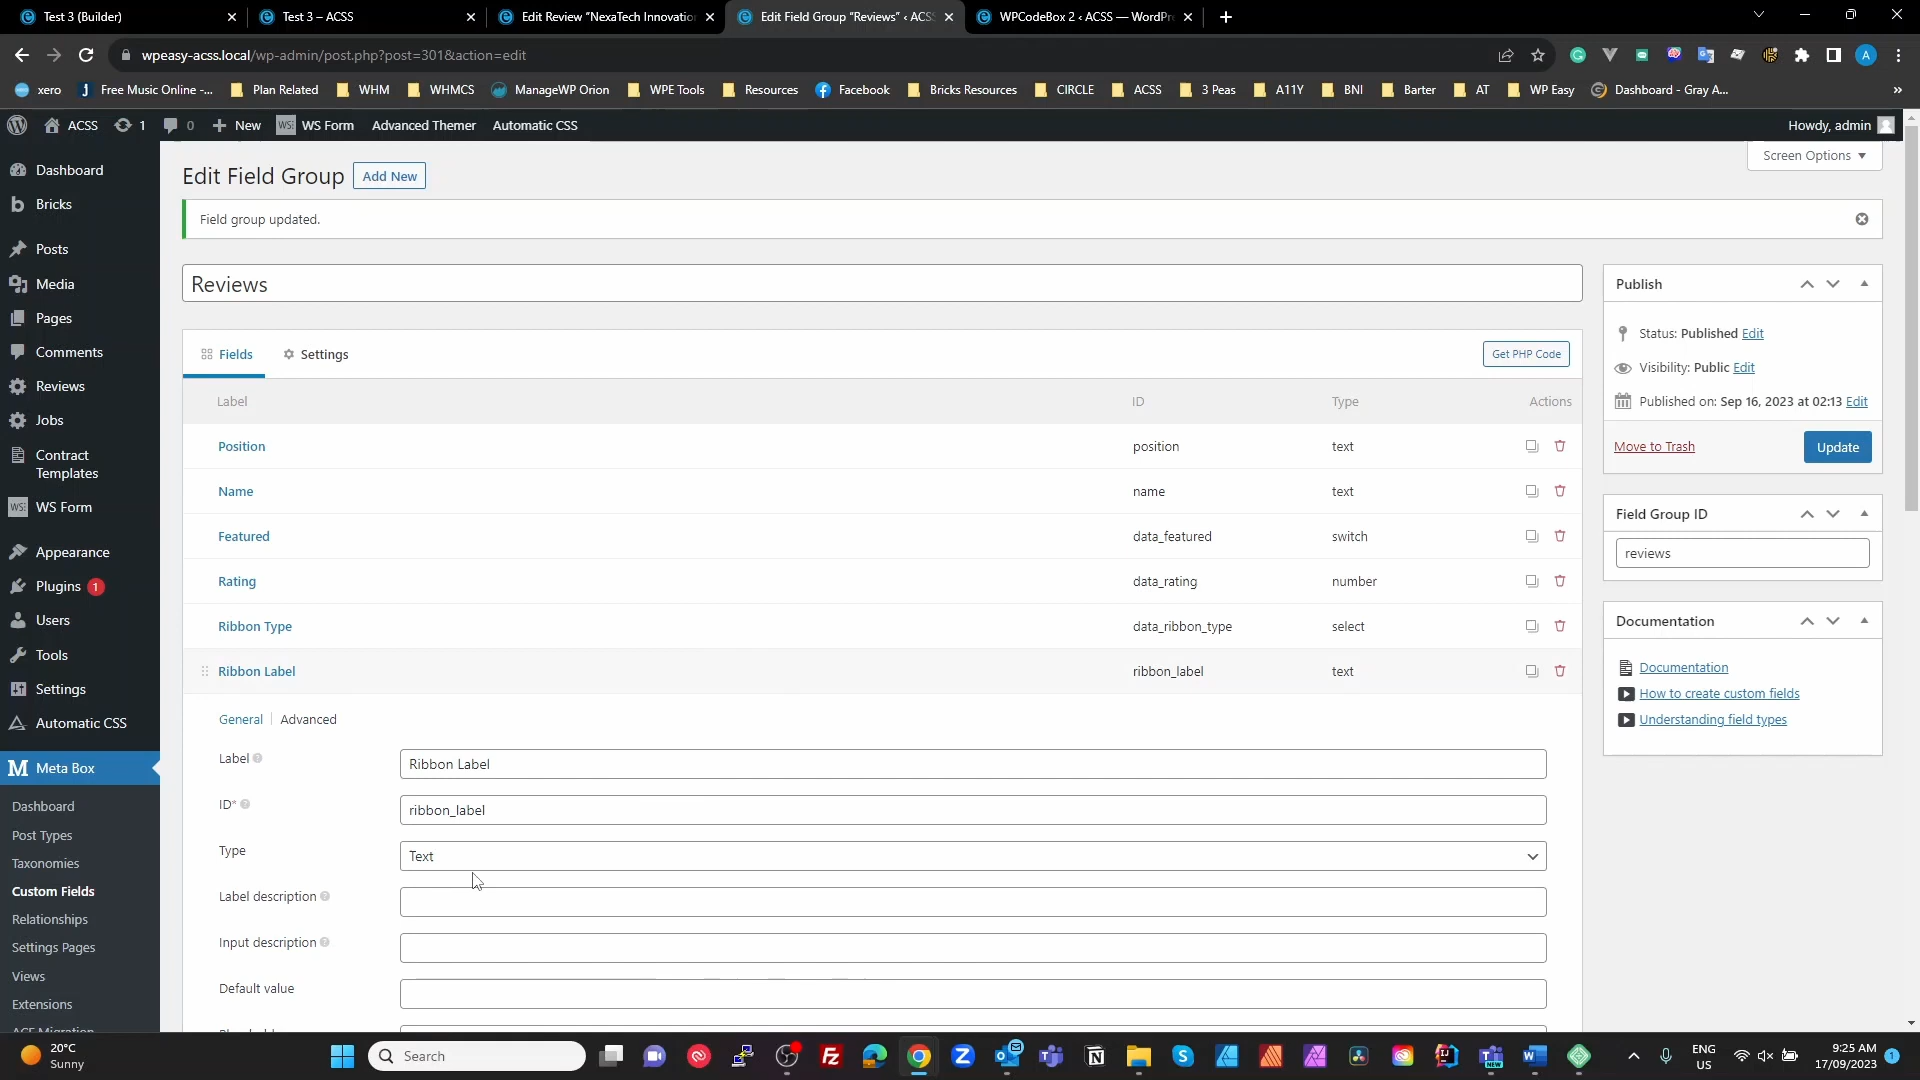 Test 3 (Builder)
Test 3 – ACSS
Edit Review "NexaTech Innovation
Edit Field Group "Reviews" ‹ ACSS
WPCodeBox 2 ‹ ACSS — WordPre
wpeasy-acss.local/wp-admin/post.php?post=301&action=edit
xero
Free Music Online -...
Plan Related
WHM
WHMCS
ManageWP Orion
WPE Tools
Resources
Facebook
Bricks Resources
CIRCLE
ACSS
3 Peas
A11Y
BNI
Barter
AT
WP Easy
Dashboard - Gray A...
»
ACSS
1
0
New
WS Form
Advanced Themer
Automatic CSS
Howdy, admin
Screen Options
Dashboard
Bricks
Posts
Media
Pages
Comments
Reviews
Jobs
Contract
Templates
WS Form
Appearance
Plugins 1
Users
Tools
Settings
Automatic CSS
Meta Box
Dashboard
Post Types
Taxonomies
Custom Fields
Relationships
Settings Pages
Views
Extensions
ACF Migration
Edit Field Group
Add New
Field group updated.
Reviews
Fields
Settings
Get PHP Code
Label
ID
Type
Actions
Position
position
text
Name
name
text
Featured
data_featured
switch
Rating
data_rating
number
Ribbon Type
data_ribbon_type
select
Ribbon Label
ribbon_label
text
General
Advanced
Label
Ribbon Label
ID*
ribbon_label
Type
Text
Label description
Input description
Default value
Publish
Status: Published Edit
Visibility: Public Edit
Published on: Sep 16, 2023 at 02:13 Edit
Move to Trash
Update
Field Group ID
reviews
Documentation
Documentation
How to create custom fields
Understanding field types
20°C
Sunny
Search
ENG
US
9:25 AM
17/09/2023
1